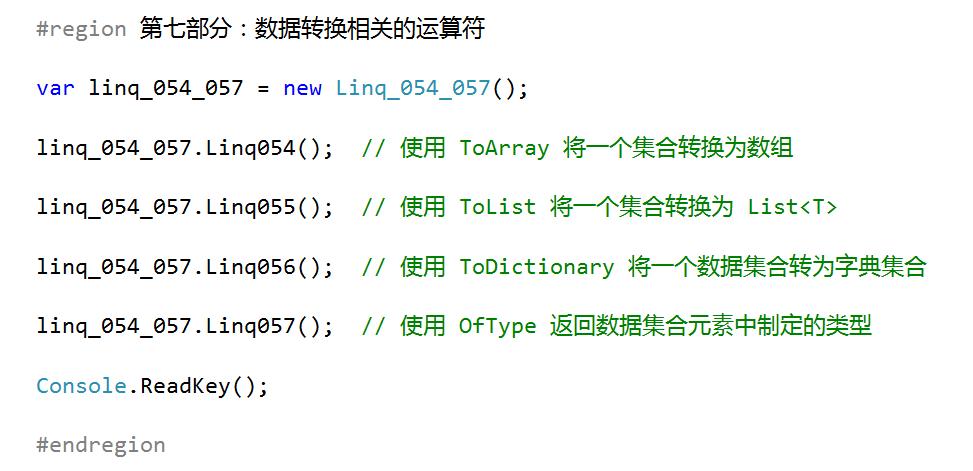 #region 第七部分：数据转换相关的运算符
var linq_054_057 = new Linq_054_057();
linq_054_057.Linq054();  // 使用 ToArray 将一个集合转换为数组
linq_054_057.Linq055();  // 使用 ToList 将一个集合转换为 List<T>
linq_054_057.Linq056();  // 使用 ToDictionary 将一个数据集合转为字典集合
linq_054_057.Linq057();  // 使用 OfType 返回数据集合元素中制定的类型
Console.ReadKey();
#endregion